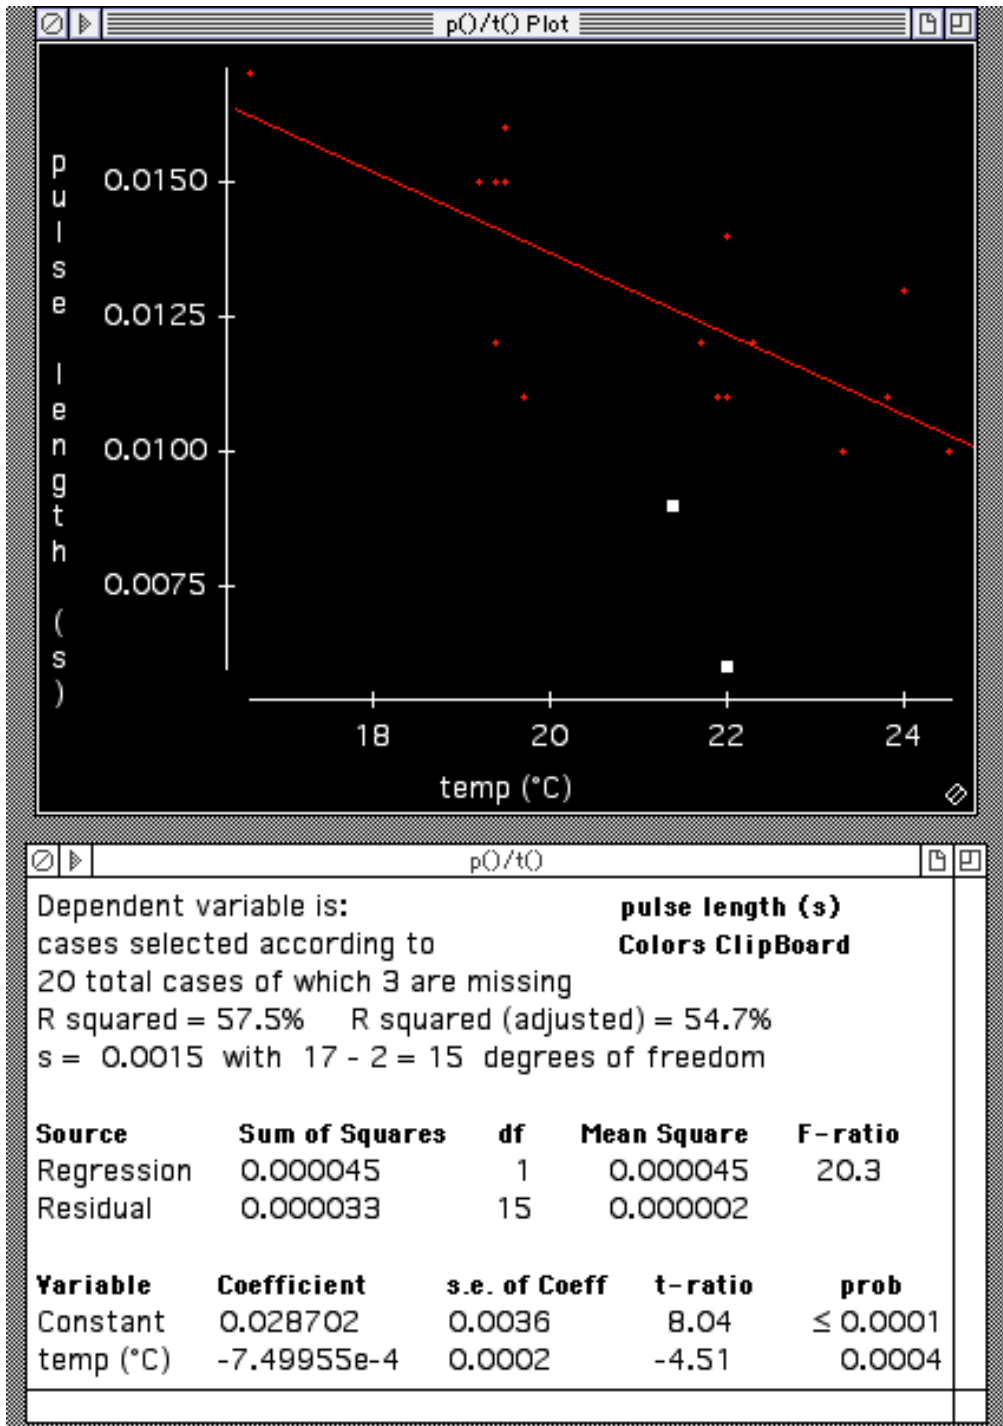 p()/t() Plot
pulse length (s)
0.0150
0.0125
0.0100
0.0075
18 20 22 24
temp (°C)
p()/t()
Dependent variable is: pulse length (s)
cases selected according to Colors ClipBoard
20 total cases of which 3 are missing
R squared = 57.5% R squared (adjusted) = 54.7%
s = 0.0015 with 17 - 2 = 15 degrees of freedom
Source Sum of Squares df Mean Square F-ratio
Regression 0.000045 1 0.000045 20.3
Residual 0.000033 15 0.000002
Variable Coefficient s.e. of Coeff t-ratio prob
Constant 0.028702 0.0036 8.04 ≤ 0.0001
temp (°C) -7.49955e-4 0.0002 -4.51 0.0004